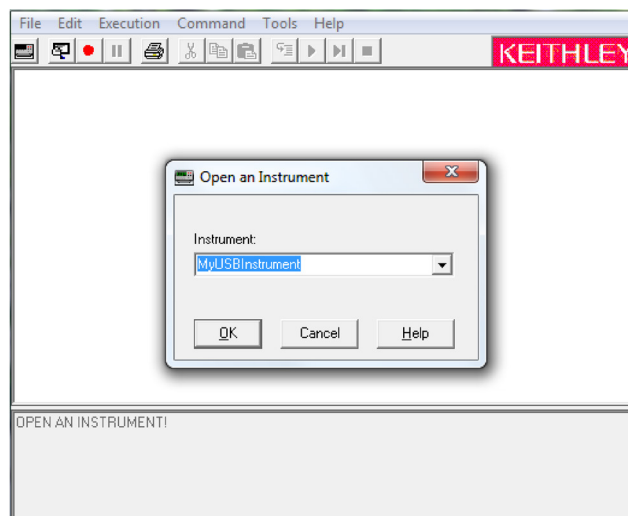 File Edit Execution Command Tools Help
KEITHLEY
Open an Instrument
Instrument:
MyUSBInstrument
OK Cancel Help
OPEN AN INSTRUMENT!